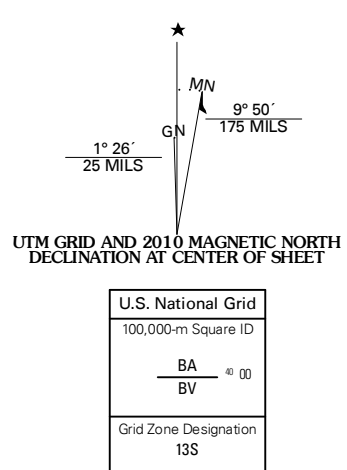 ★
MN
GN
9° 50´
175 MILS
1° 26´
25 MILS
UTM GRID AND 2010 MAGNETIC NORTH
DECLINATION AT CENTER OF SHEET
U.S. National Grid
100,000-m Square ID
BA
40 00
BV
Grid Zone Designation
13S